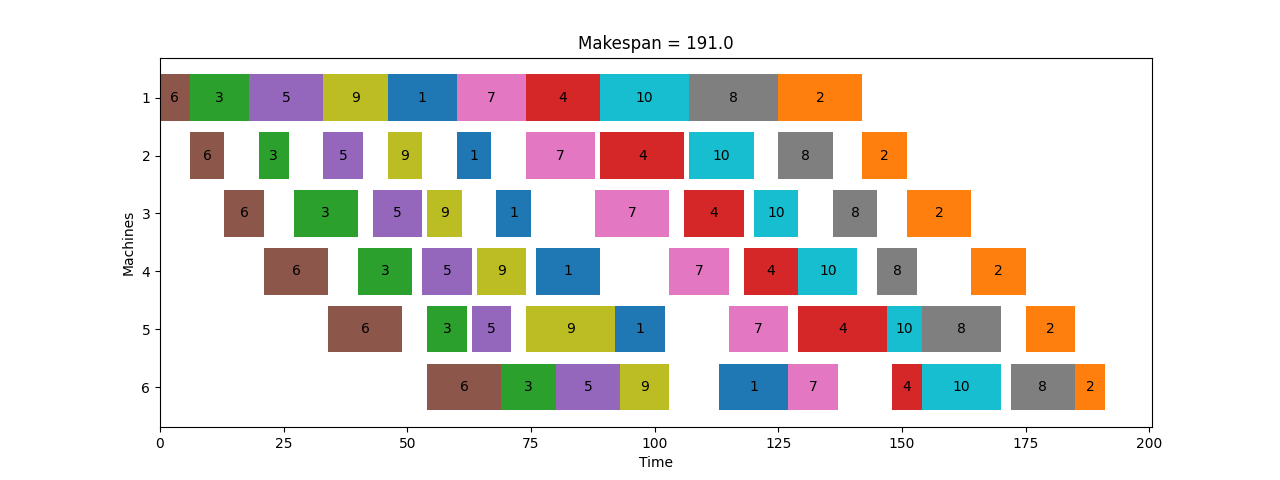 Makespan = 191.0
1 6 3 5 9 1 7 4 10 8 2
2 6 3 5 9 1 7 4 10 8 2
3 6 3 5 9 1 7 4 10 8 2
4 6 3 5 9 1 7 4 10 8 2
5 6 3 5 9 1 7 4 10 8 2
6 6 3 5 9 1 7 4 10 8 2
Machines
0 25 50 75 100 125 150 175 200
Time